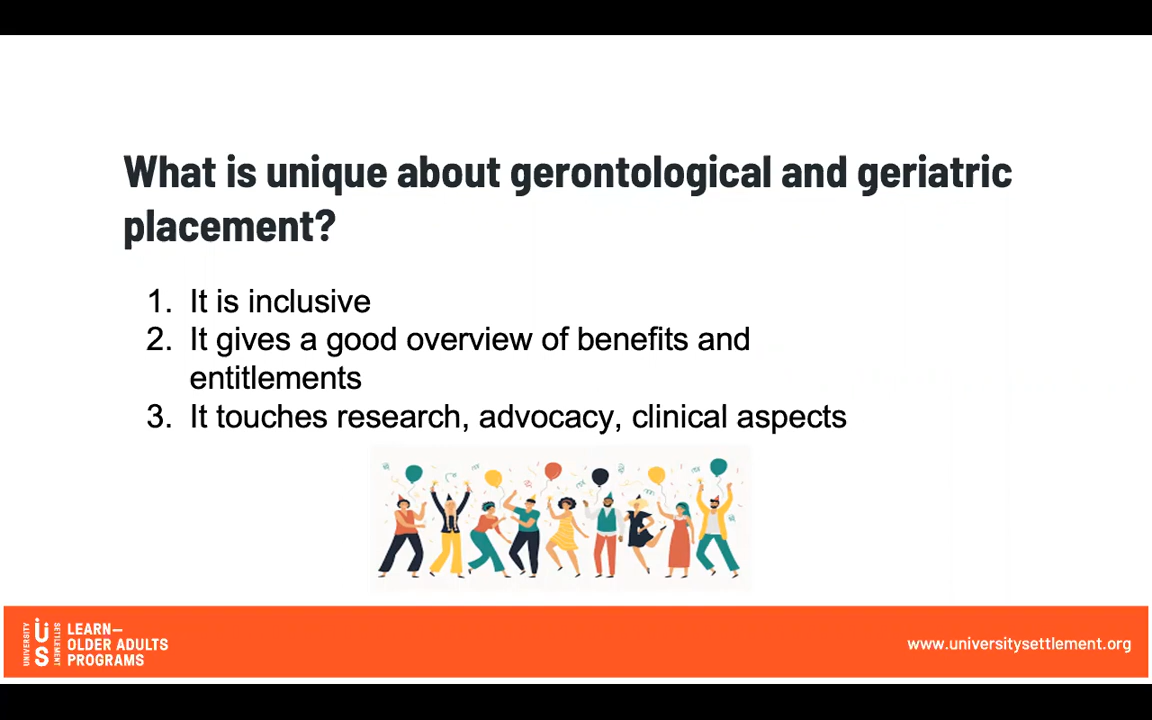 What is unique about gerontological and geriatric
placement?
1. It is inclusive
2. It gives a good overview of benefits and
entitlements
3. It touches research, advocacy, clinical aspects
UNIVERSITY
US
SETTLEMENT
LEARN—
OLDER ADULTS
PROGRAMS
www.universitysettlement.org